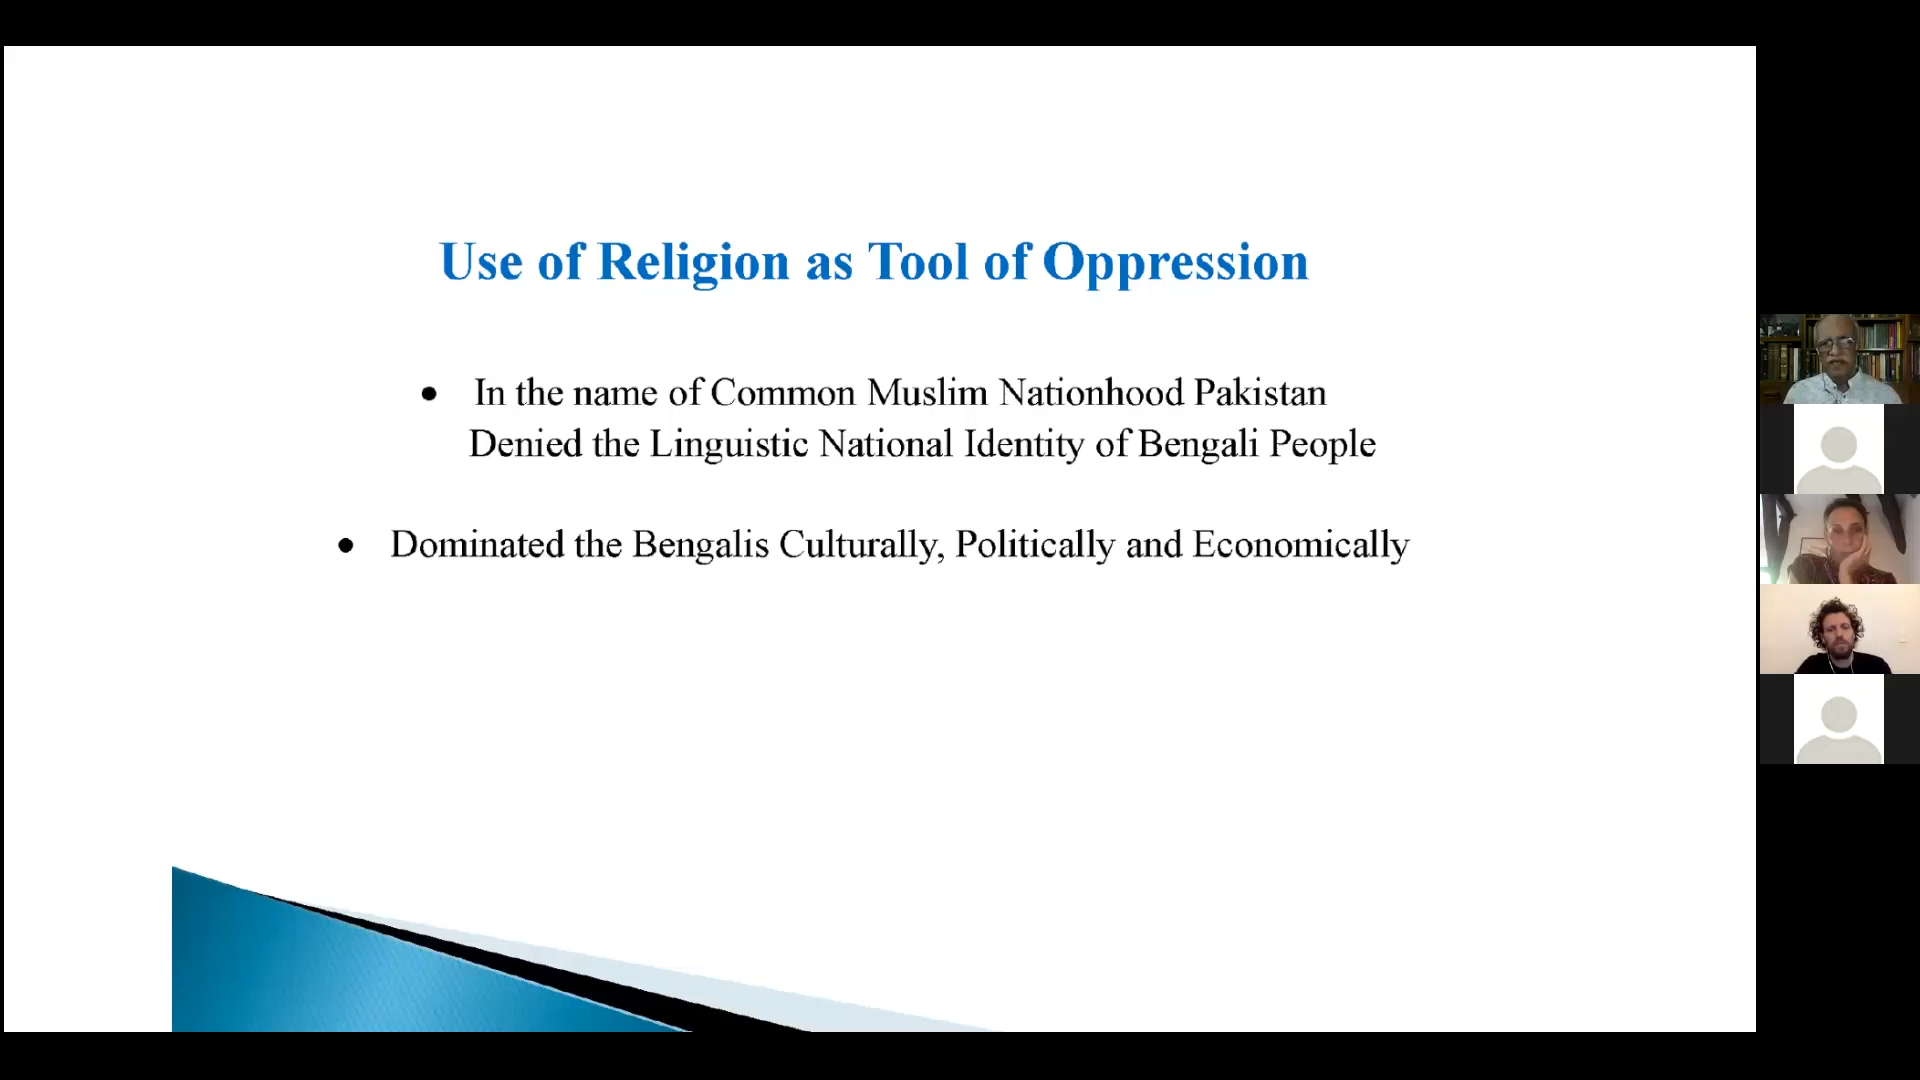 Use of Religion as Tool of Oppression
• In the name of Common Muslim Nationhood Pakistan
Denied the Linguistic National Identity of Bengali People
• Dominated the Bengalis Culturally, Politically and Economically